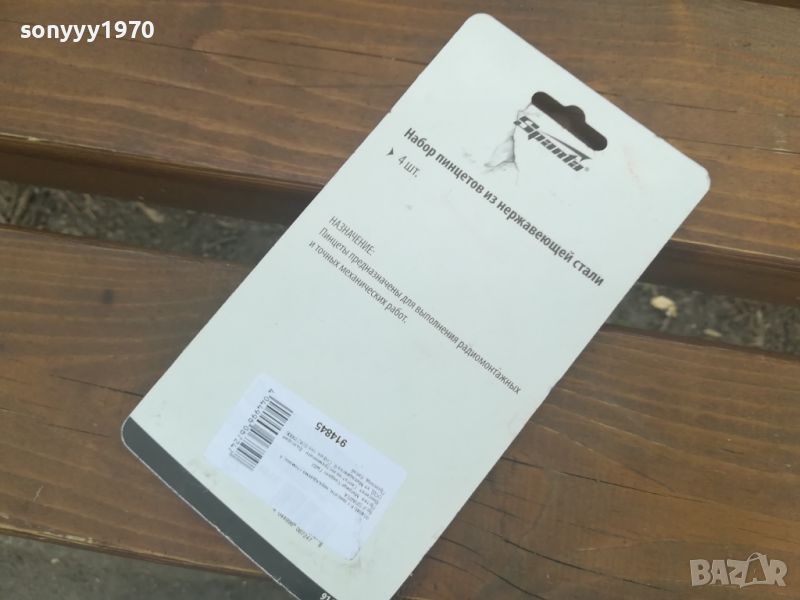 sonyyy1970
Sparta®
Набор пинцетов из нержавеющей стали
4 шт.
НАЗНАЧЕНИЕ:
Пинцеты предназначены для выполнения радиомонтажных
и точных механических работ.
914845
BAZAR